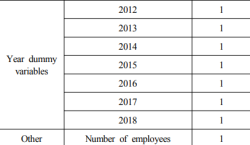 2012 1
2013 1
2014 1
Year dummy
variables
2015 1
2016 1
2017 1
2018 1
Other Number of employees 1